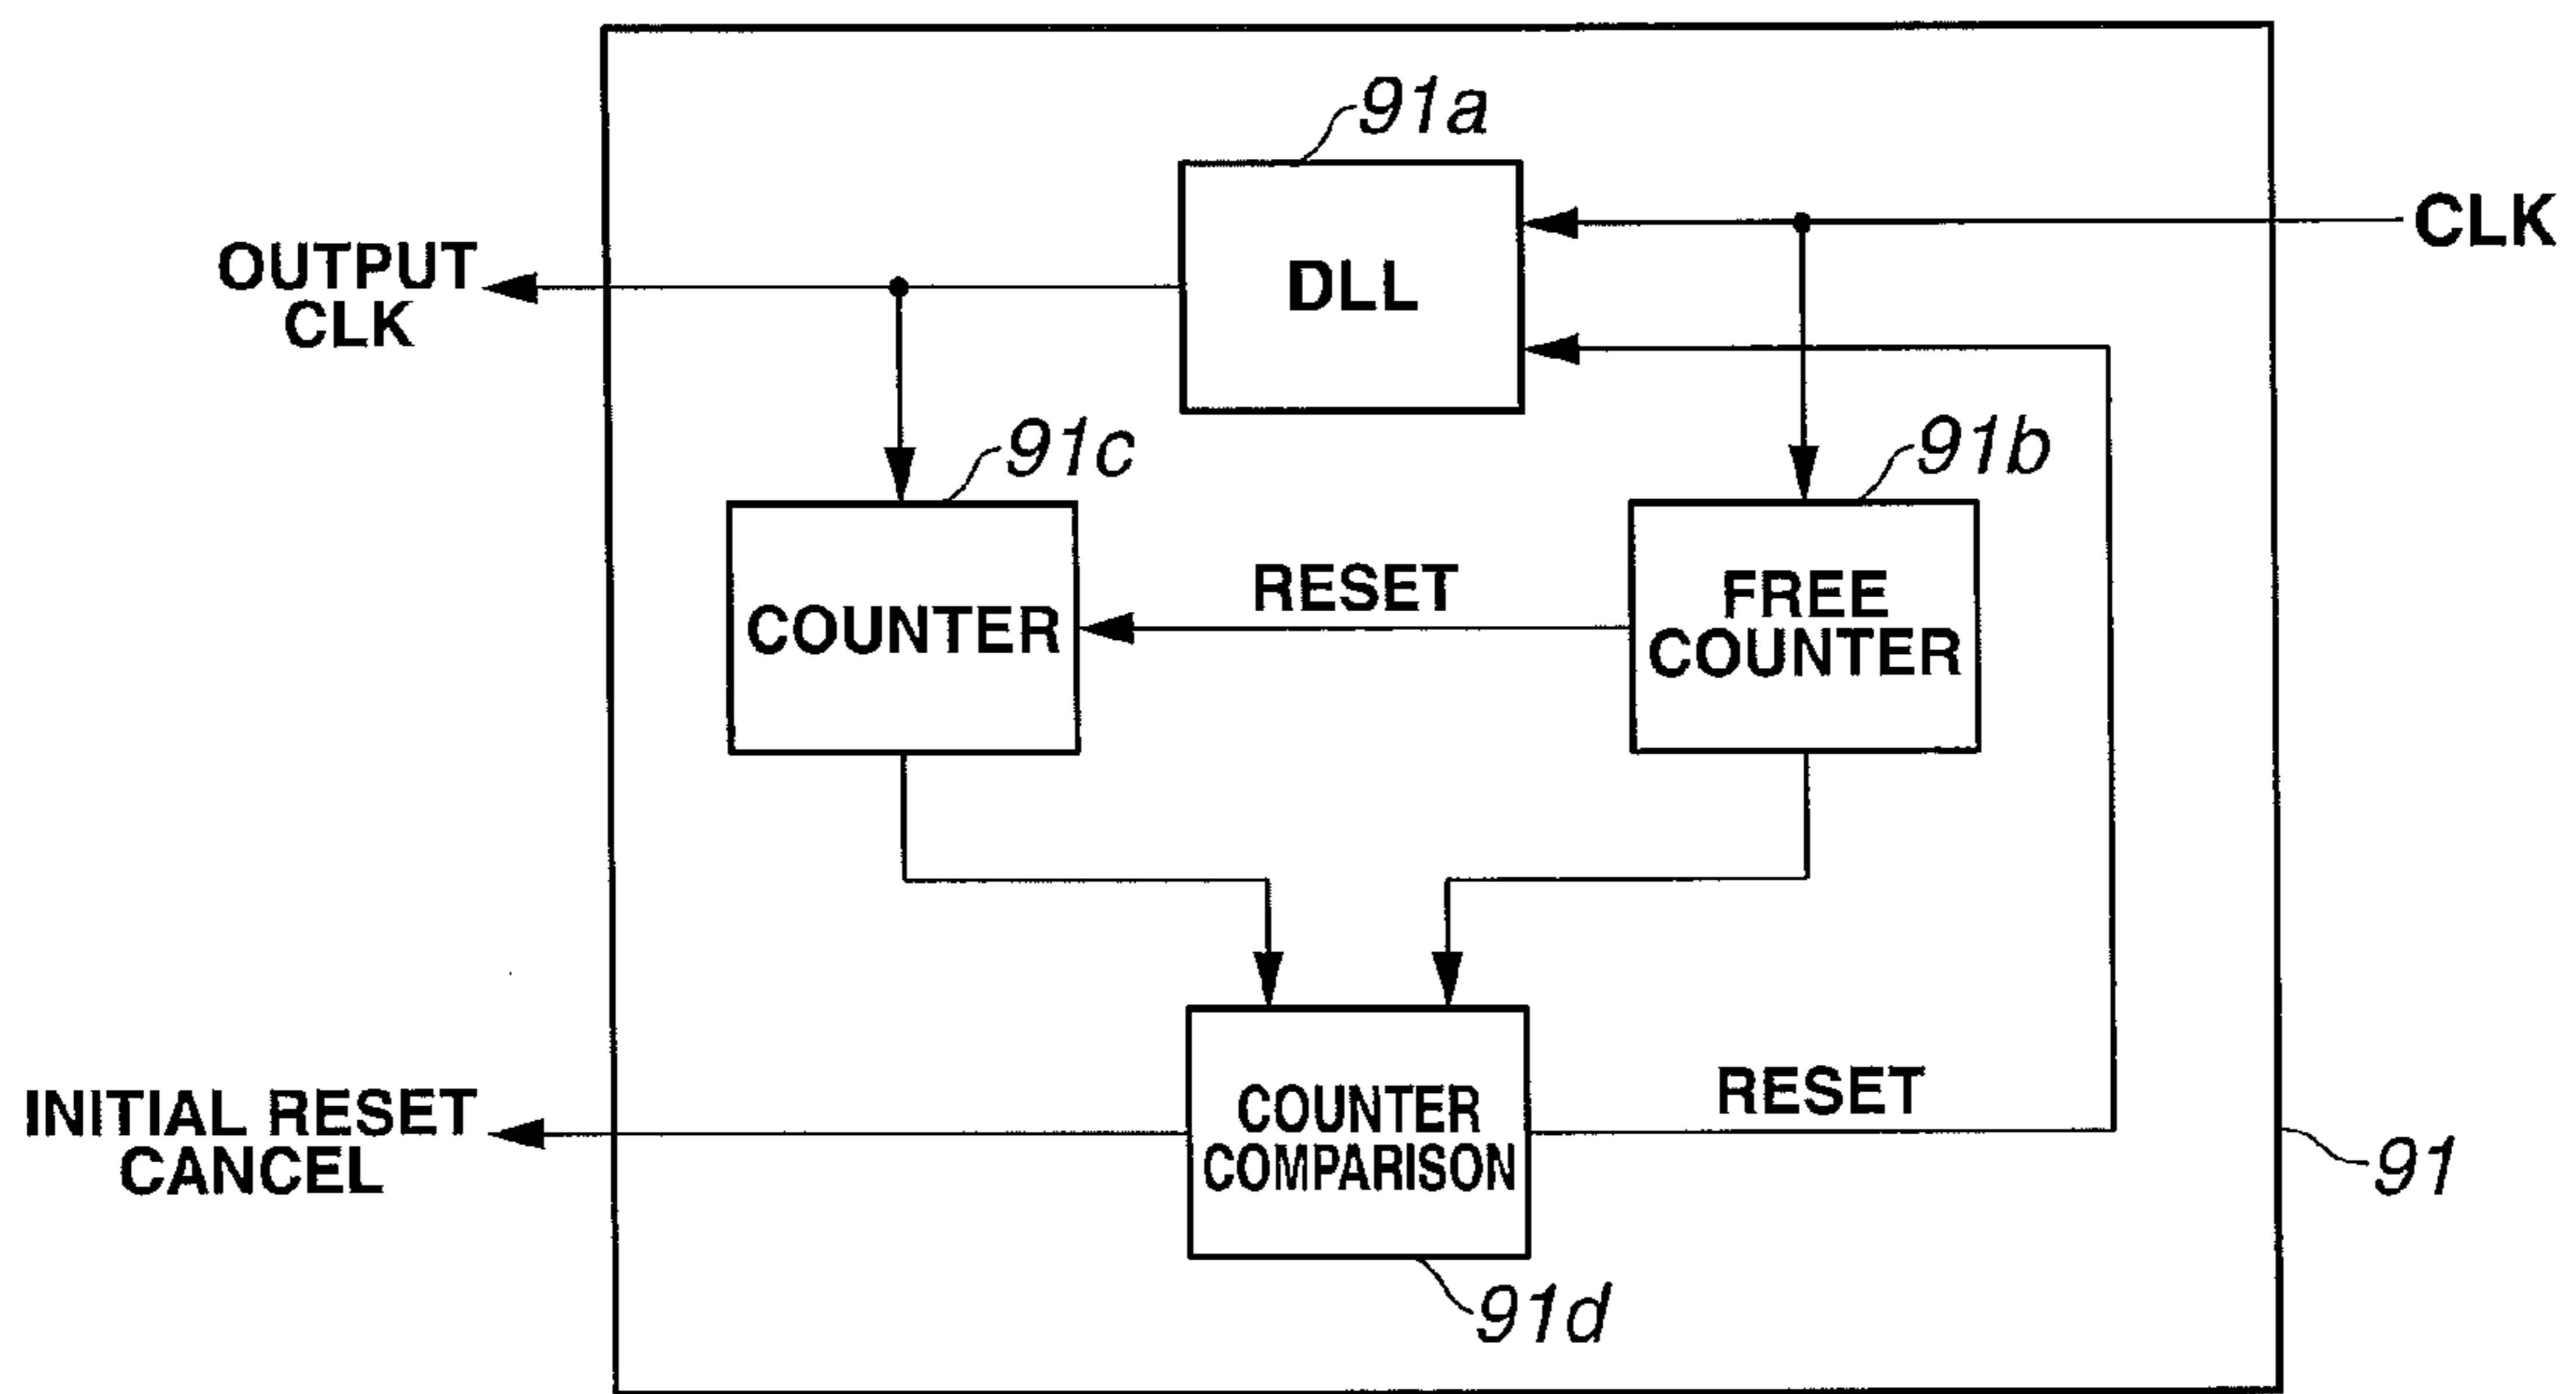 91a
CLK
OUTPUT
CLK
DLL
91c
91b
RESET
COUNTER
FREE
COUNTER
INITIAL RESET
CANCEL
COUNTER
COMPARISON
RESET
91
91d